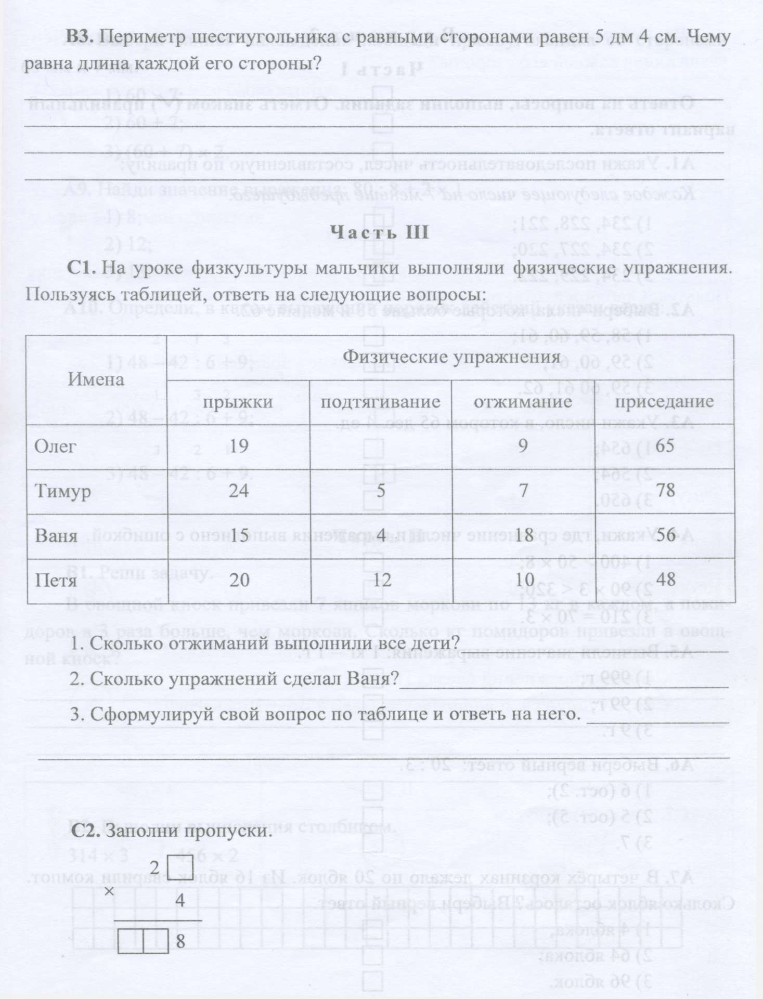 В3. Периметр шестиугольника с равными сторонами равен 5 дм 4 см. Чему
равна длина каждой его стороны?
Часть III
С1. На уроке физкультуры мальчики выполняли физические упражнения.
Пользуясь таблицей, ответь на следующие вопросы:
Имена
Физические упражнения
прыжки подтягивание отжимание приседание
Олег 19 9 65
Тимур 24 5 7 78
Ваня 15 4 18 56
Петя 20 12 10 48
1. Сколько отжиманий выполнили все дети?
2. Сколько упражнений сделал Ваня?
3. Сформулируй свой вопрос по таблице и ответь на него.
С2. Заполни пропуски.
2
×
4
8